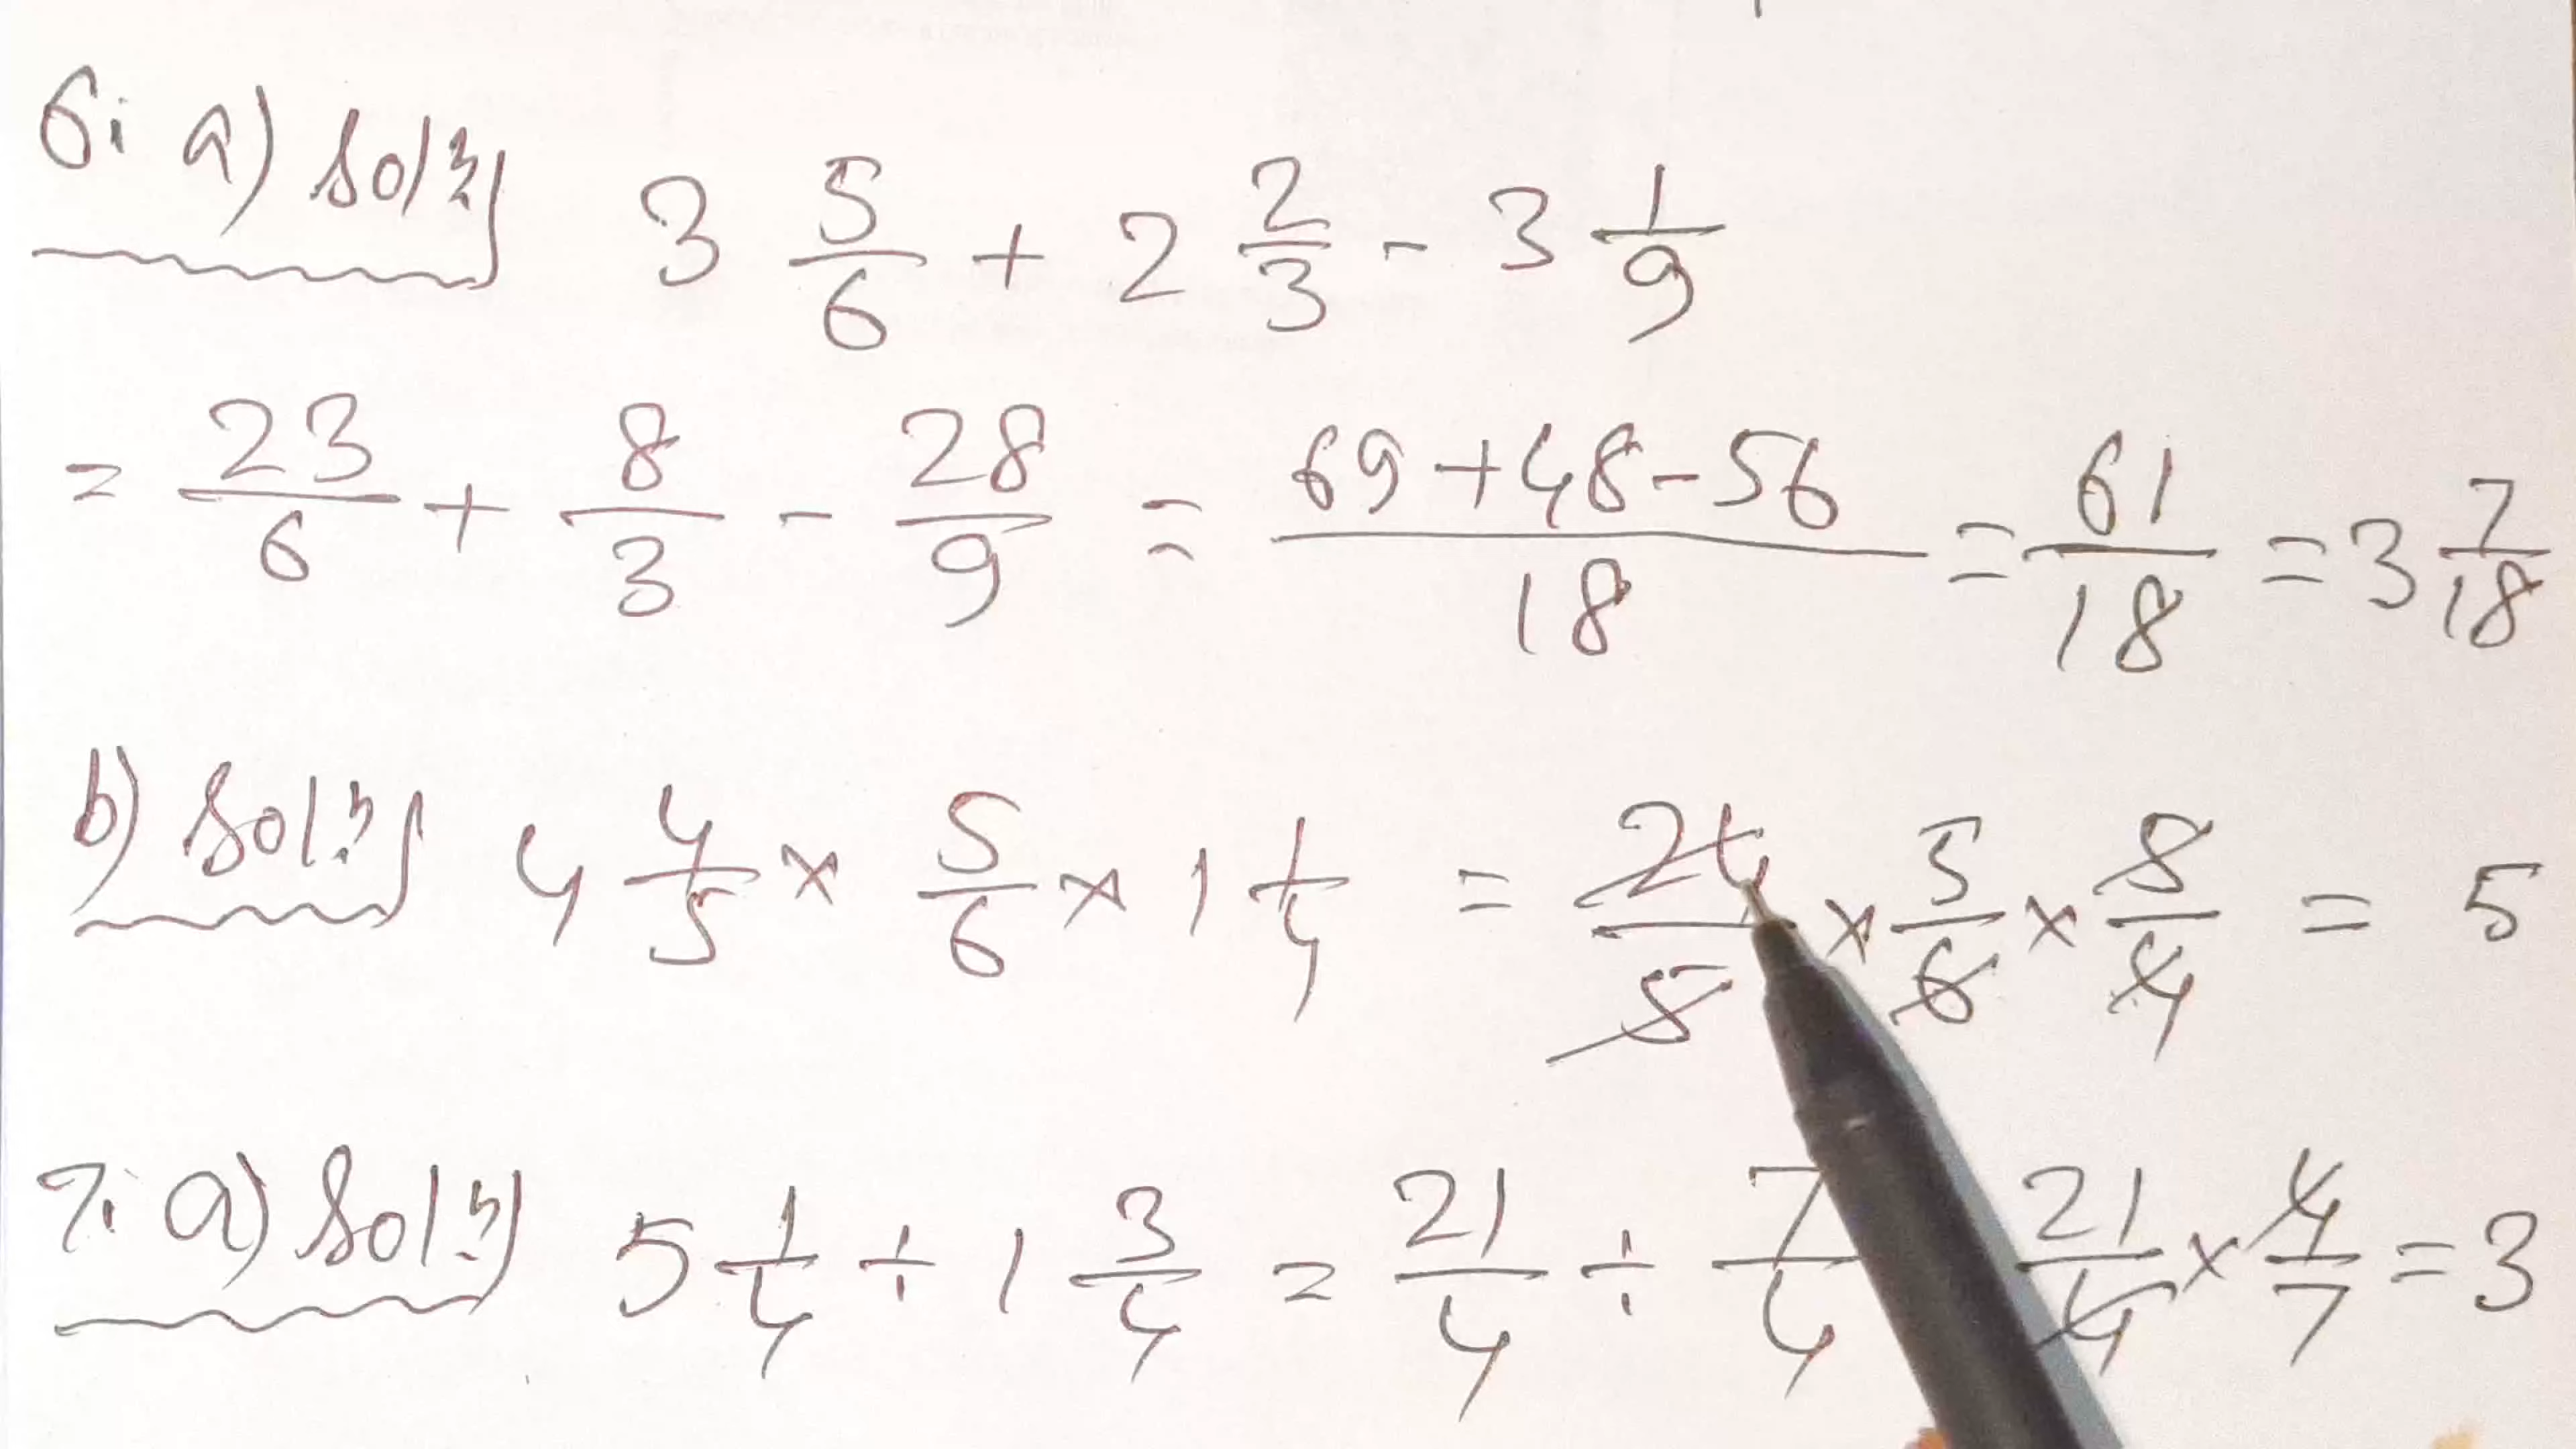 6. a) Sol?n 3 5/6 + 2 2/3 - 3 1/9
= 23/6 + 8/3 - 28/9 = 69+48-56/18 = 61/18 = 3 7/18
b) Sol?n 4 4/5 × 5/6 × 1 1/4 = 24/5 × 5/6 × 5/4 = 5
7. a) Sol?n 5 1/4 ÷ 1 3/4 = 21/4 ÷ 7/4 21/4 × 4/7 = 3